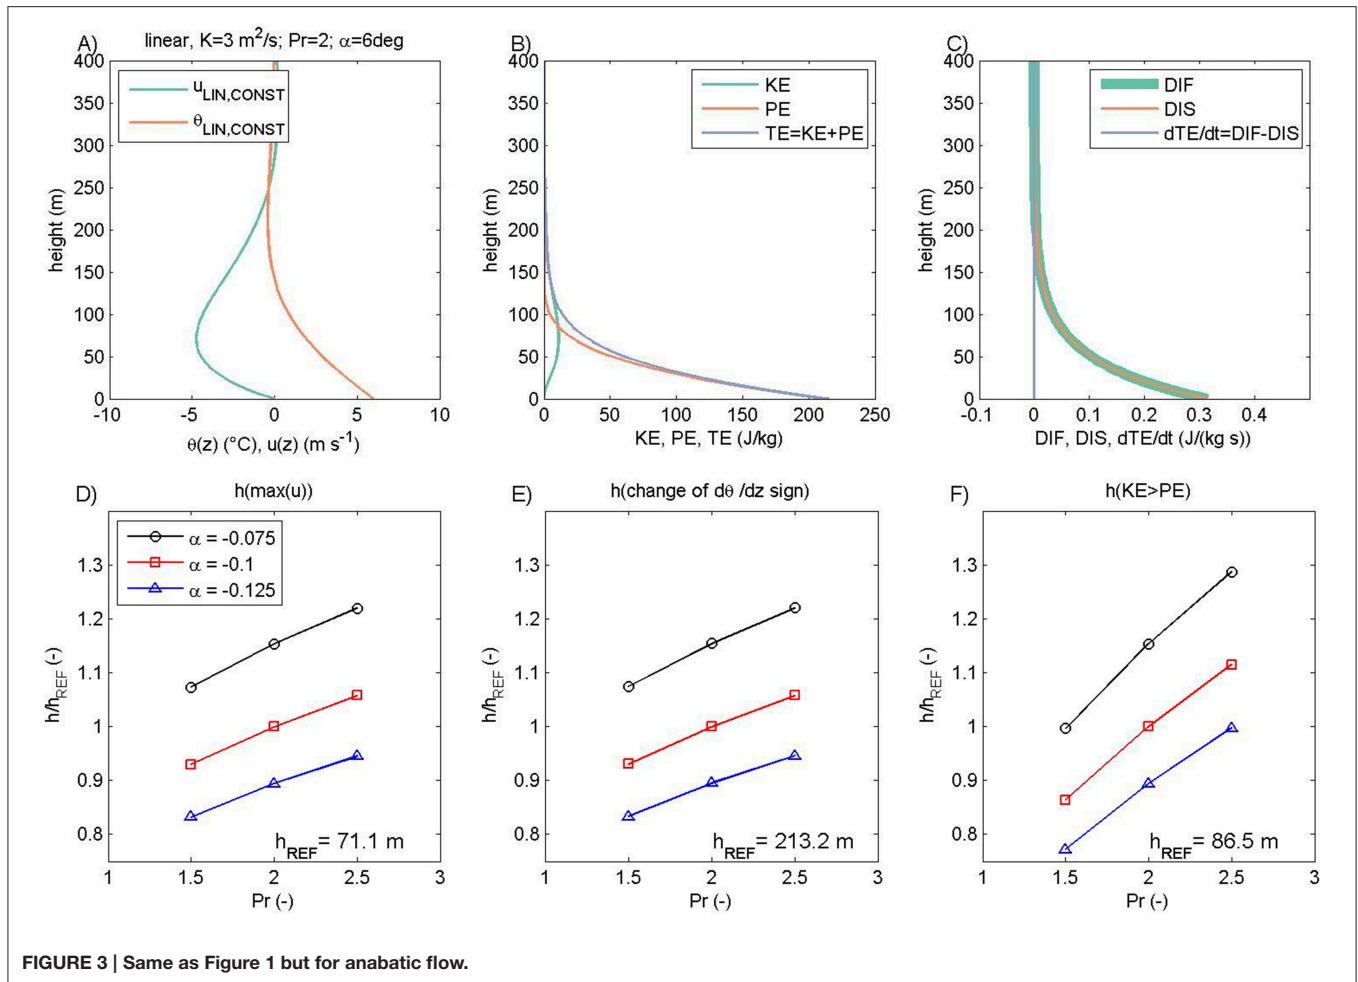 A) linear, K=3 m²/s; Pr=2; α=6deg
400
350
300
250
200
150
100
50
0
height (m)
u_LIN,CONST
θ_LIN,CONST
-10 -5 0 5 10
θ(z) (°C), u(z) (m s⁻¹)
B)
400
350
300
250
200
150
100
50
0
height (m)
KE
PE
TE=KE+PE
0 50 100 150 200 250
KE, PE, TE (J/kg)
C)
400
350
300
250
200
150
100
50
0
height (m)
DIF
DIS
dTE/dt=DIF-DIS
-0.1 0 0.1 0.2 0.3 0.4
DIF, DIS, dTE/dt (J/(kg s))
D) h(max(u))
1.3
1.2
1.1
1
0.9
0.8
h/h_REF (-)
α = -0.075
α = -0.1
α = -0.125
h_REF = 71.1 m
1 1.5 2 2.5 3
Pr (-)
E) h(change of dθ /dz sign)
1.3
1.2
1.1
1
0.9
0.8
h/h_REF (-)
h_REF = 213.2 m
1 1.5 2 2.5 3
Pr (-)
F) h(KE>PE)
1.3
1.2
1.1
1
0.9
0.8
h/h_REF (-)
h_REF = 86.5 m
1 1.5 2 2.5 3
Pr (-)
FIGURE 3 | Same as Figure 1 but for anabatic flow.